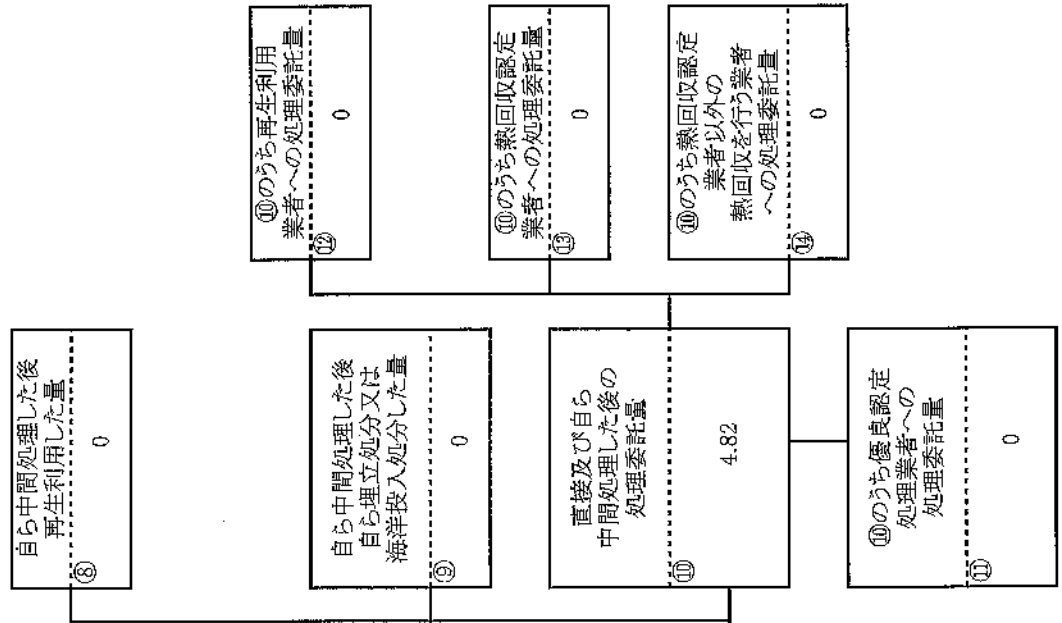 自ら中間処理した後
再生利用した量
⑧
0
自ら中間処理した後
自ら埋立処分又は
海洋投入処分した量
⑨
0
直接及び自ら
中間処理した後の
処理委託量
⑩
4.82
⑩のうち優良認定
処理業者への
処理委託量
⑪
0
⑩のうち再生利用
業者への処理委託量
⑫
0
⑩のうち熱回収認定
業者への処理委託量
⑬
0
⑩のうち熱回収認定
業者以外の
熱回収を行う業者
への処理委託量
⑭
0